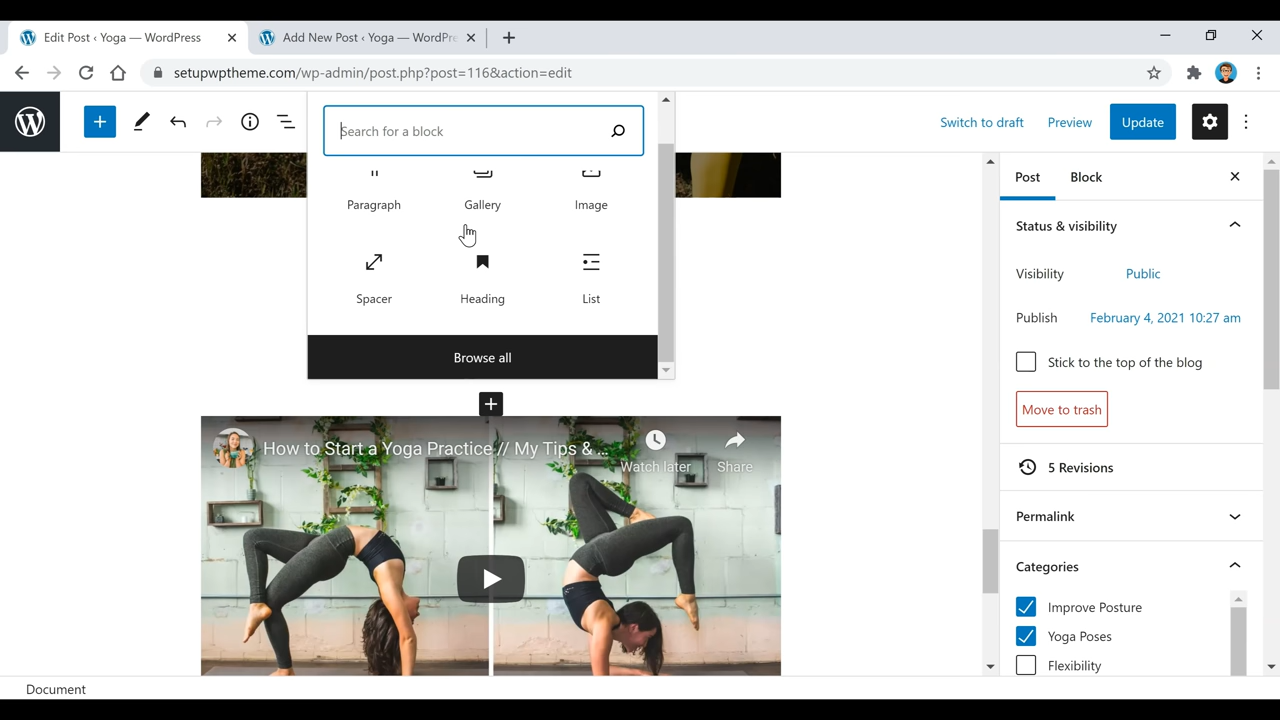 Edit Post ‹ Yoga — WordPress
Add New Post ‹ Yoga — WordPre
setupwptheme.com/wp-admin/post.php?post=116&action=edit
Search for a block
Switch to draft
Preview
Update
Paragraph
Gallery
Image
Spacer
Heading
List
Browse all
How to Start a Yoga Practice // My Tips & ...
Watch later
Share
Post
Block
Status & visibility
Visibility
Public
Publish
February 4, 2021 10:27 am
Stick to the top of the blog
Move to trash
5 Revisions
Permalink
Categories
Improve Posture
Yoga Poses
Flexibility
Document